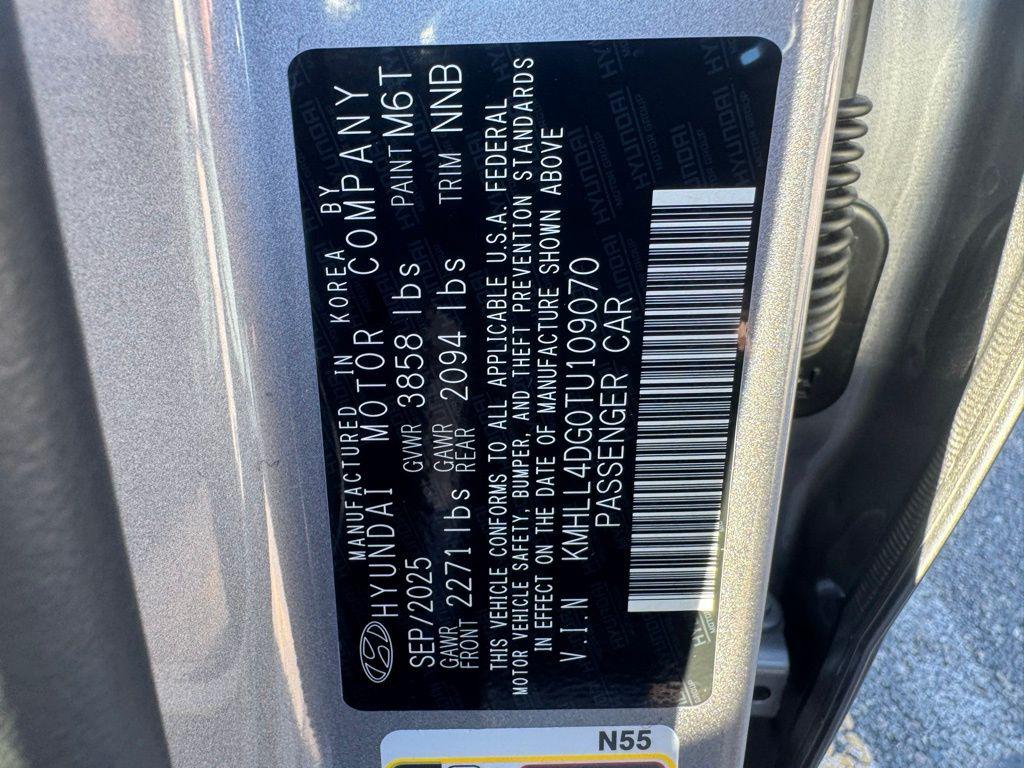 MANUFACTURED IN KOREA BY
HYUNDAI MOTOR COMPANY
SEP/2025 GVWR 3858 lbs PAINT M6T
GAWR FRONT 2271 lbs GAWR REAR 2094 lbs TRIM NNB
THIS VEHICLE CONFORMS TO ALL APPLICABLE U.S.A. FEDERAL
MOTOR VEHICLE SAFETY, BUMPER, AND THEFT PREVENTION STANDARDS
IN EFFECT ON THE DATE OF MANUFACTURE SHOWN ABOVE
V.I.N KMHLL4DG0TU109070
PASSENGER CAR
N55